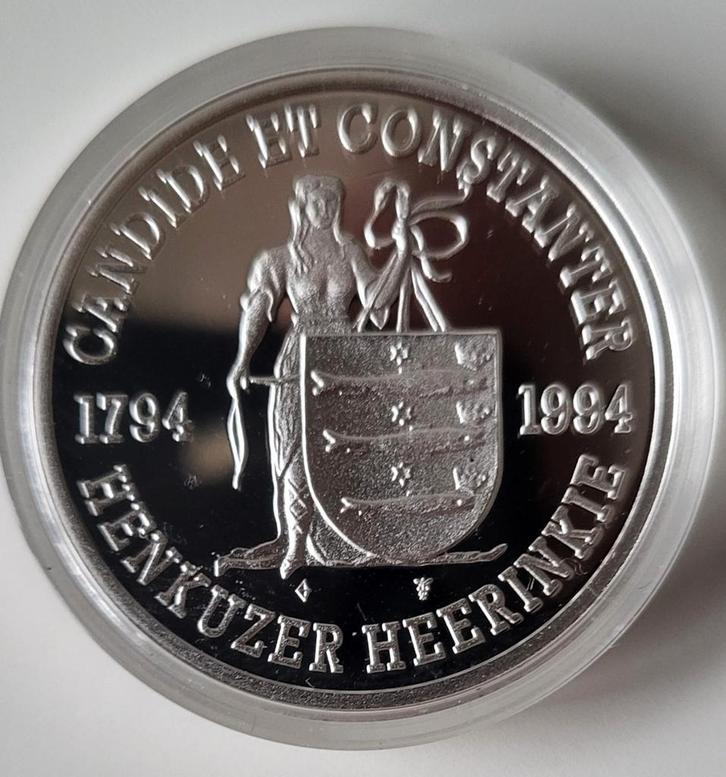 CANDIDE ET CONSTANTER
1794 1994
HENKUZER HEERINKIE